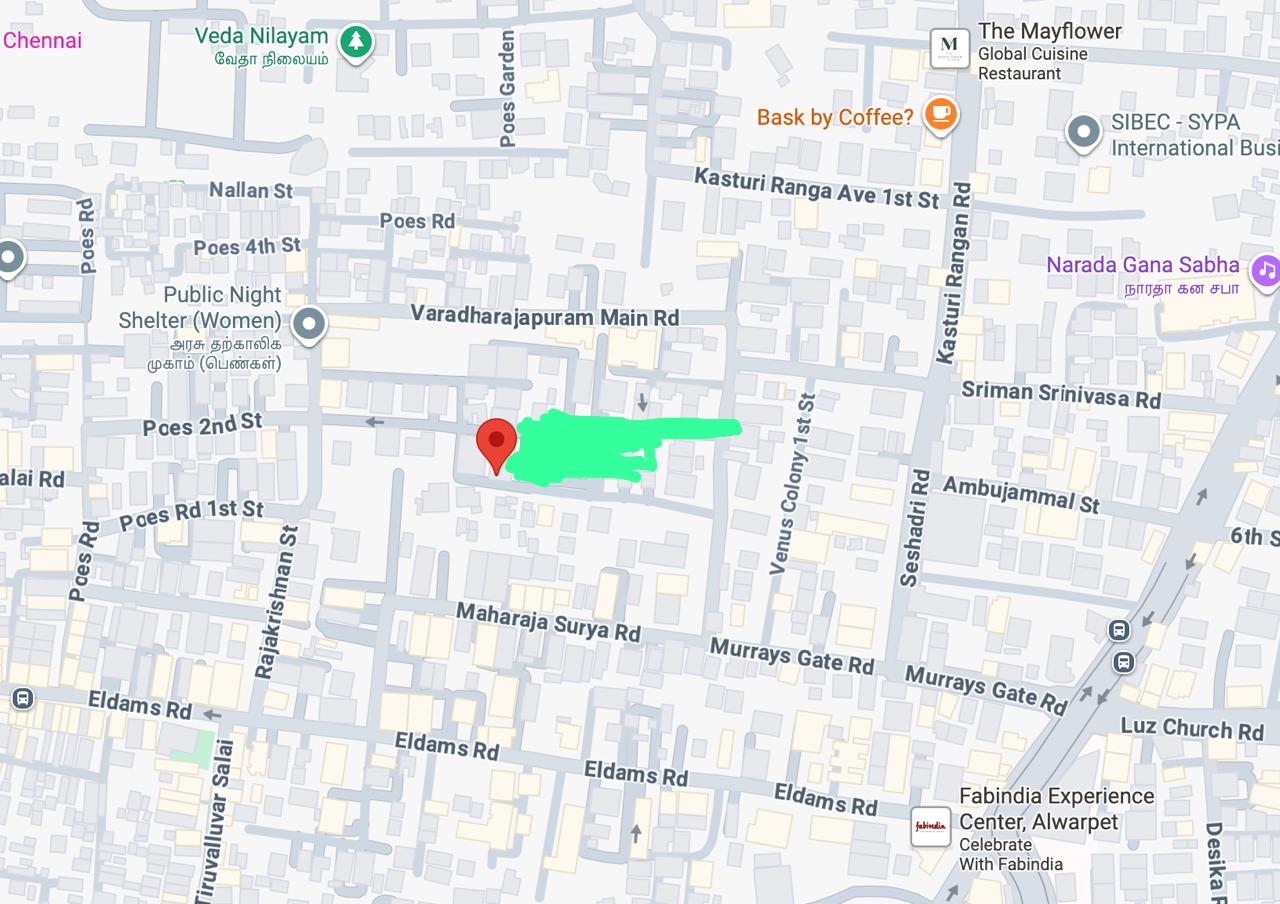 Chennai
Veda Nilayam
வேதா நிலையம்
Poes Garden
The Mayflower
Global Cuisine
Restaurant
M
Bask by Coffee?
SIBEC - SYPA
International Busi
Kasturi Ranga Ave 1st St
Nallan St
Poes Rd
Poes Rd
Poes 4th St
Kasturi Rangan Rd
Narada Gana Sabha
நாரதா கன சபா
Public Night
Shelter (Women)
அரசு தற்காலிக
முகாம் (பெண்கள்)
Varadharajapuram Main Rd
Sriman Srinivasa Rd
Poes 2nd St
Venus Colony 1st St
alai Rd
Ambujammal St
Poes Rd 1st St
Seshadri Rd
6th S
Poes Rd
Rajakrishnan St
Maharaja Surya Rd
Murrays Gate Rd
Murrays Gate Rd
Eldams Rd
Luz Church Rd
Eldams Rd
Eldams Rd
Eldams Rd
Tiruvalluvar Salai
fabindia
Fabindia Experience
Center, Alwarpet
Celebrate
With Fabindia
Desika R